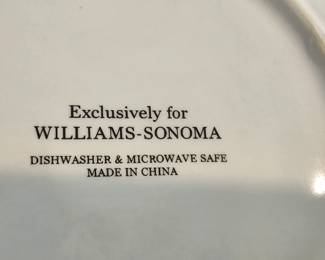 Exclusively for
WILLIAMS-SONOMA
DISHWASHER & MICROWAVE SAFE
MADE IN CHINA